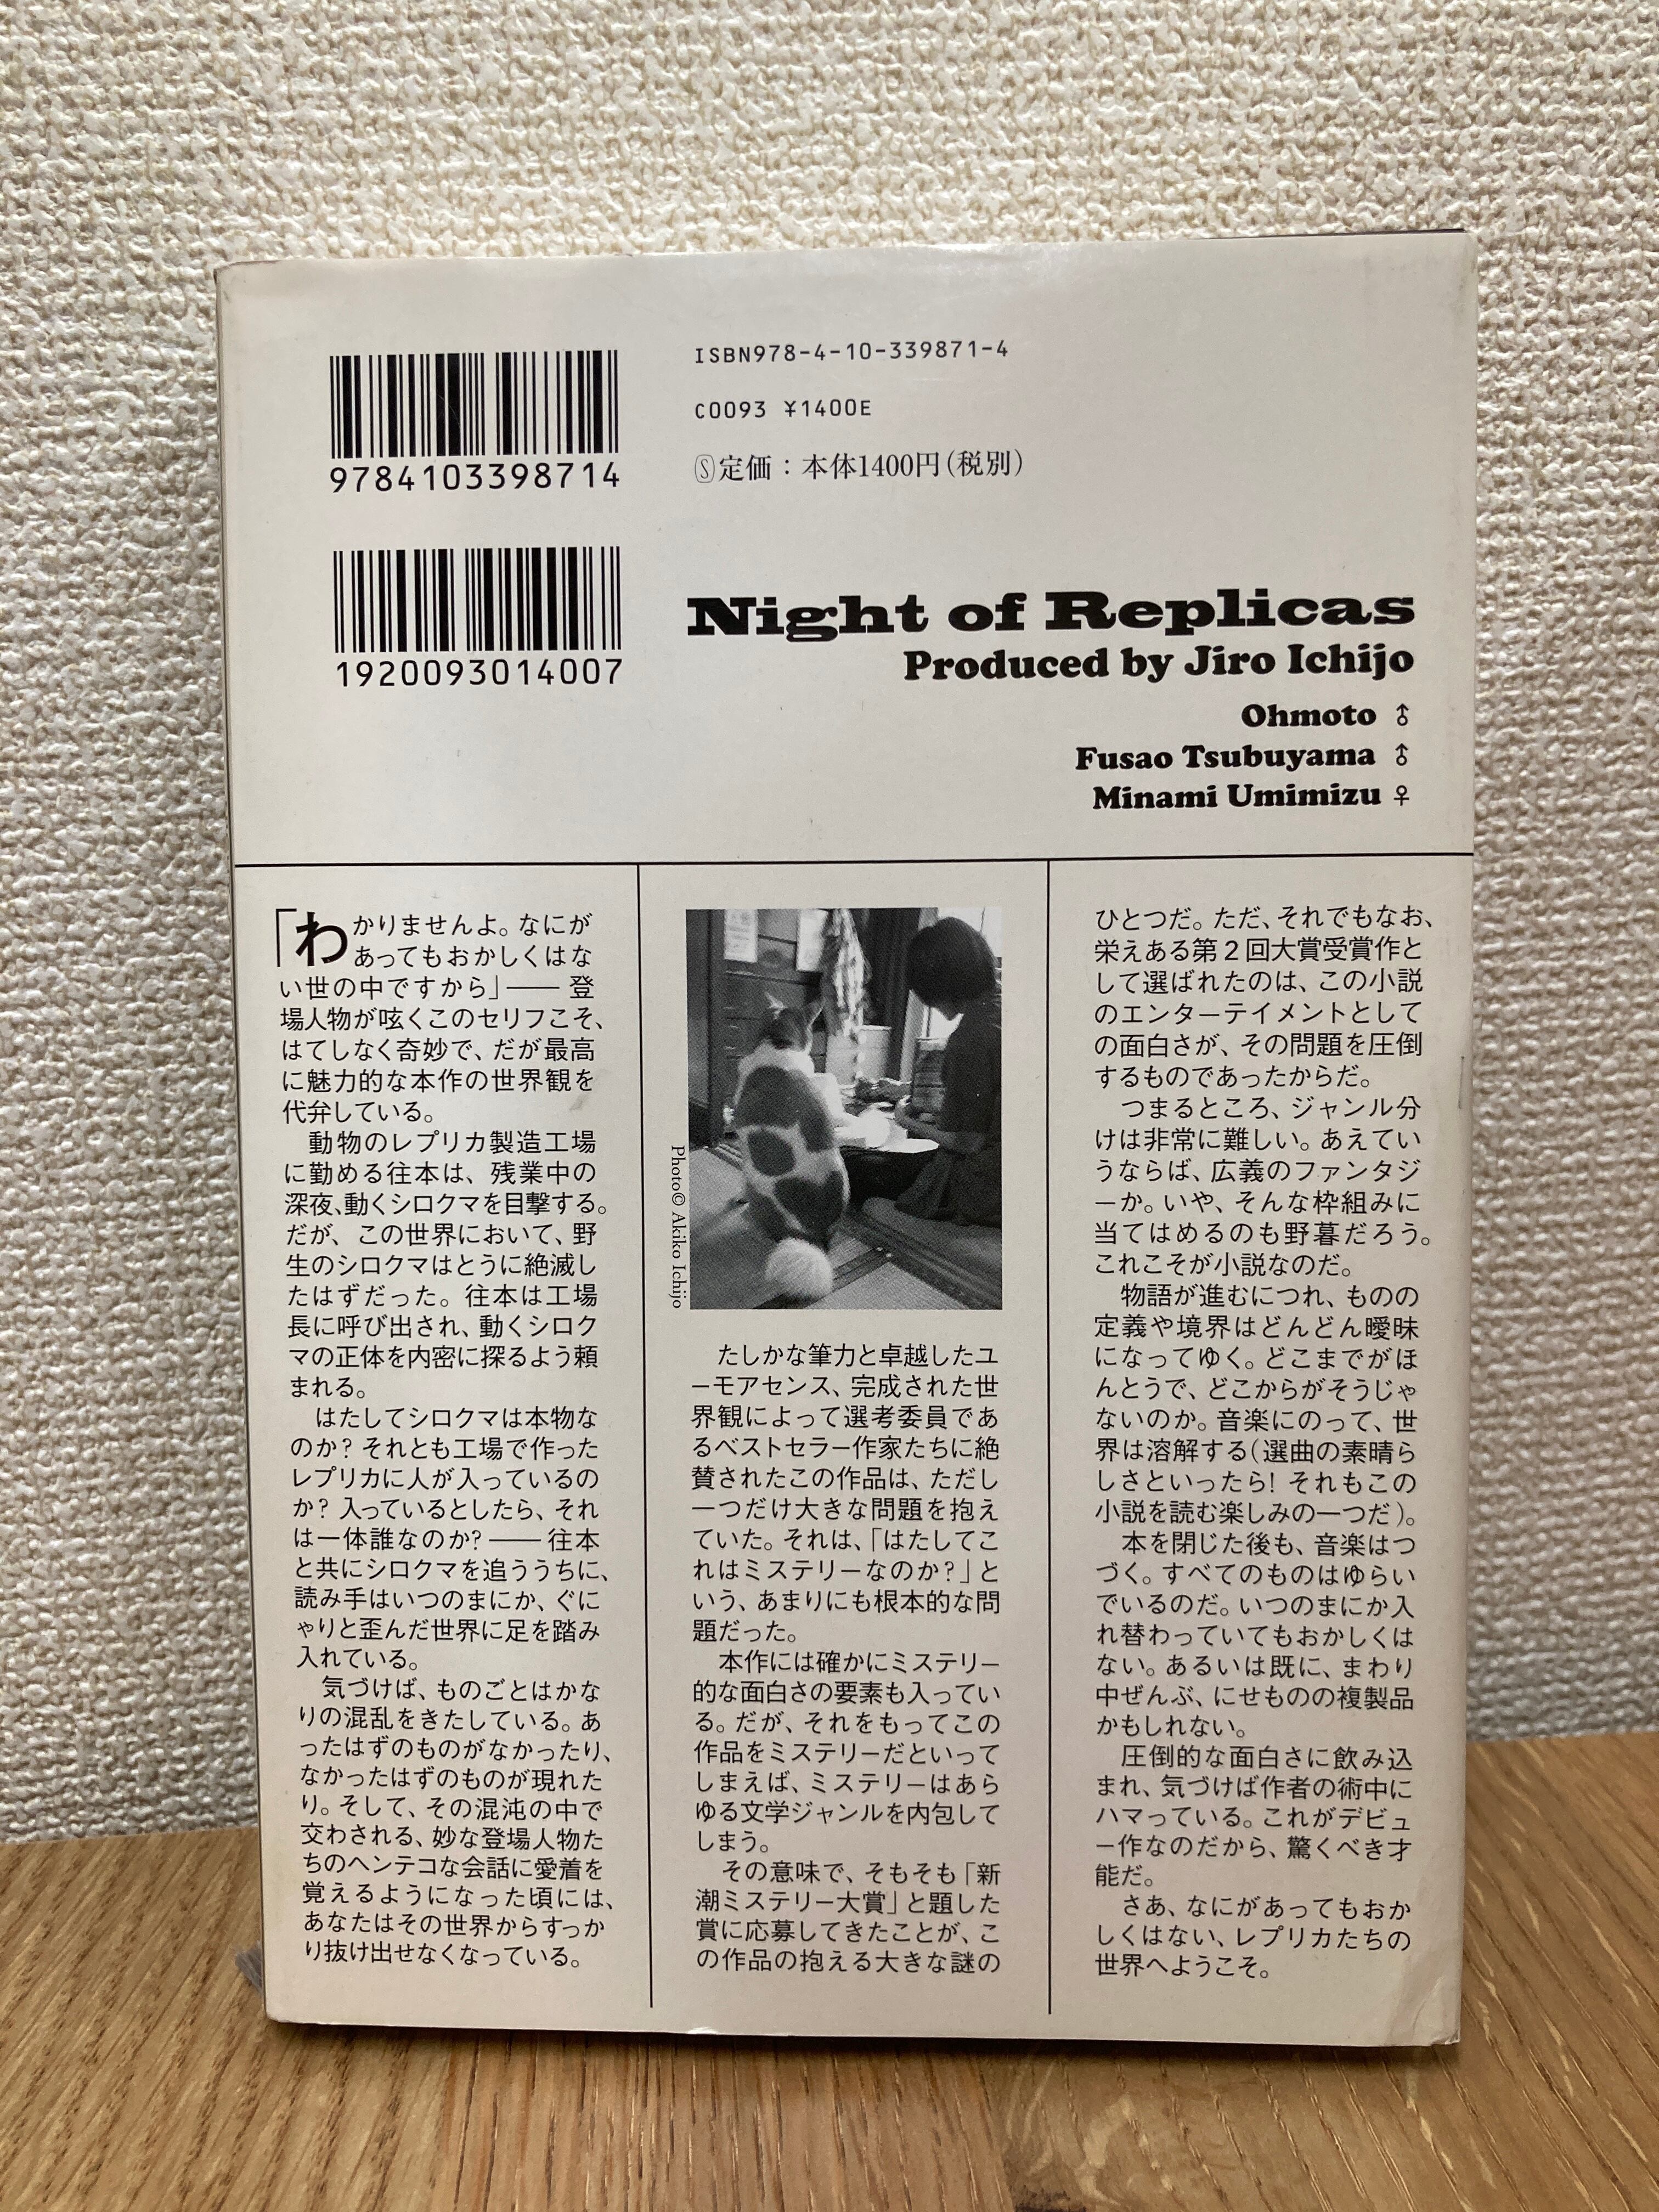 ISBN978-4-10-339871-4
C0093 ¥1400E
Ⓢ定価：本体1400円(税別)
9784103398714
1920093014007
Night of Replicas
Produced by Jiro Ichijo
Ohmoto ♂
Fusao Tsubuyama ♂
Minami Umimizu ♀
「わかりませんよ。なにが
あってもおかしくはな
い世の中ですから」── 登
場人物が呟くこのセリフこそ、
はてしなく奇妙で、だが最高
に魅力的な本作の世界観を
代弁している。
動物のレプリカ製造工場
に勤める往本は、残業中の
深夜、動くシロクマを目撃する。
だが、この世界において、野
生のシロクマはとうに絶滅し
たはずだった。往本は工場
長に呼び出され、動くシロク
マの正体を内密に探るよう頼
まれる。
はたしてシロクマは本物な
のか? それとも工場で作った
レプリカに人が入っているの
か? 入っているとしたら、それ
は一体誰なのか?── 往本
と共にシロクマを追ううちに、
読み手はいつのまにか、ぐに
ゃりと歪んだ世界に足を踏み
入れている。
気づけば、ものごとはかな
りの混乱をきたしている。あ
ったはずのものがなかったり、
なかったはずのものが現れた
り。そして、その混沌の中で
交わされる、妙な登場人物た
ちのヘンテコな会話に愛着を
覚えるようになった頃には、
あなたはその世界からすっか
り抜け出せなくなっている。
Photo© Akiko Ichijo
たしかな筆力と卓越したユ
ーモアセンス、完成された世
界観によって選考委員であ
るベストセラー作家たちに絶
賛されたこの作品は、ただし
一つだけ大きな問題を抱え
ていた。それは、「はたしてこ
れはミステリーなのか?」と
いう、あまりにも根本的な問
題だった。
本作には確かにミステリー
的な面白さの要素も入ってい
る。だが、それをもってこの
作品をミステリーだといって
しまえば、ミステリーはあら
ゆる文学ジャンルを内包して
しまう。
その意味で、そもそも「新
潮ミステリー大賞」と題した
賞に応募してきたことが、こ
の作品の抱える大きな謎の
ひとつだ。ただ、それでもなお、
栄えある第2回大賞受賞作と
して選ばれたのは、この小説
のエンターテイメントとして
の面白さが、その問題を圧倒
するものであったからだ。
つまるところ、ジャンル分
けは非常に難しい。あえてい
うならば、広義のファンタジ
ーか。いや、そんな枠組みに
当てはめるのも野暮だろう。
これこそが小説なのだ。
物語が進むにつれ、ものの
定義や境界はどんどん曖昧
になってゆく。どこまでがほ
んとうで、どこからがそうじゃ
ないのか。音楽にのって、世
界は溶解する(選曲の素晴ら
しさといったら! それもこの
小説を読む楽しみの一つだ)。
本を閉じた後も、音楽はつ
づく。すべてのものはゆらい
でいるのだ。いつのまにか入
れ替わっていてもおかしくは
ない。あるいは既に、まわり
中ぜんぶ、にせものの複製品
かもしれない。
圧倒的な面白さに飲み込
まれ、気づけば作者の術中に
ハマっている。これがデビュ
ー作なのだから、驚くべき才
能だ。
さあ、なにがあってもおか
しくはない、レプリカたちの
世界へようこそ。